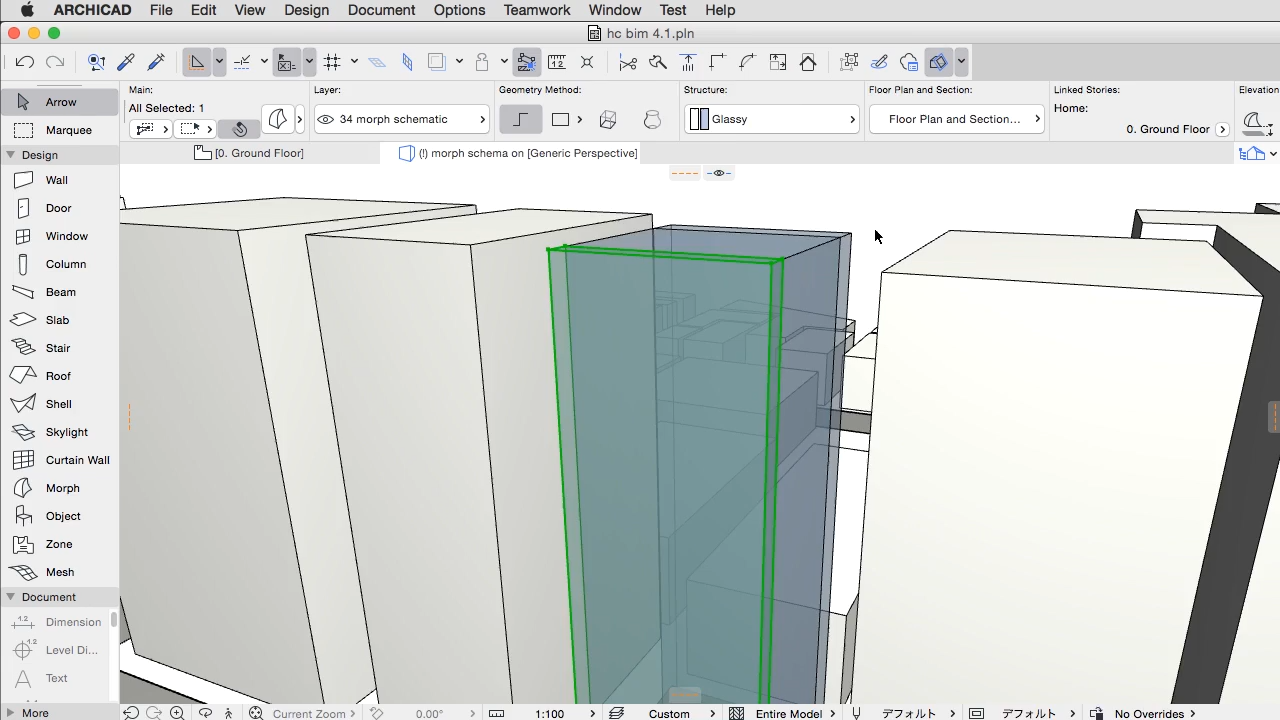 ARCHICAD File Edit View Design Document Options Teamwork Window Test Help
hc bim 4.1.pln
Main:
All Selected: 1
Layer:
34 morph schematic
Geometry Method:
Structure:
Glassy
Floor Plan and Section:
Floor Plan and Section...
Linked Stories:
Home:
0. Ground Floor
Elevation
[0. Ground Floor]
(!) morph schema on [Generic Perspective]
Arrow
Marquee
Design
Wall
Door
Window
Column
Beam
Slab
Stair
Roof
Shell
Skylight
Curtain Wall
Morph
Object
Zone
Mesh
Document
1.2 Dimension
1.2 Level Di...
A Text
More
Current Zoom
0.00°
1:100
Custom
Entire Model
デフォルト
デフォルト
No Overrides